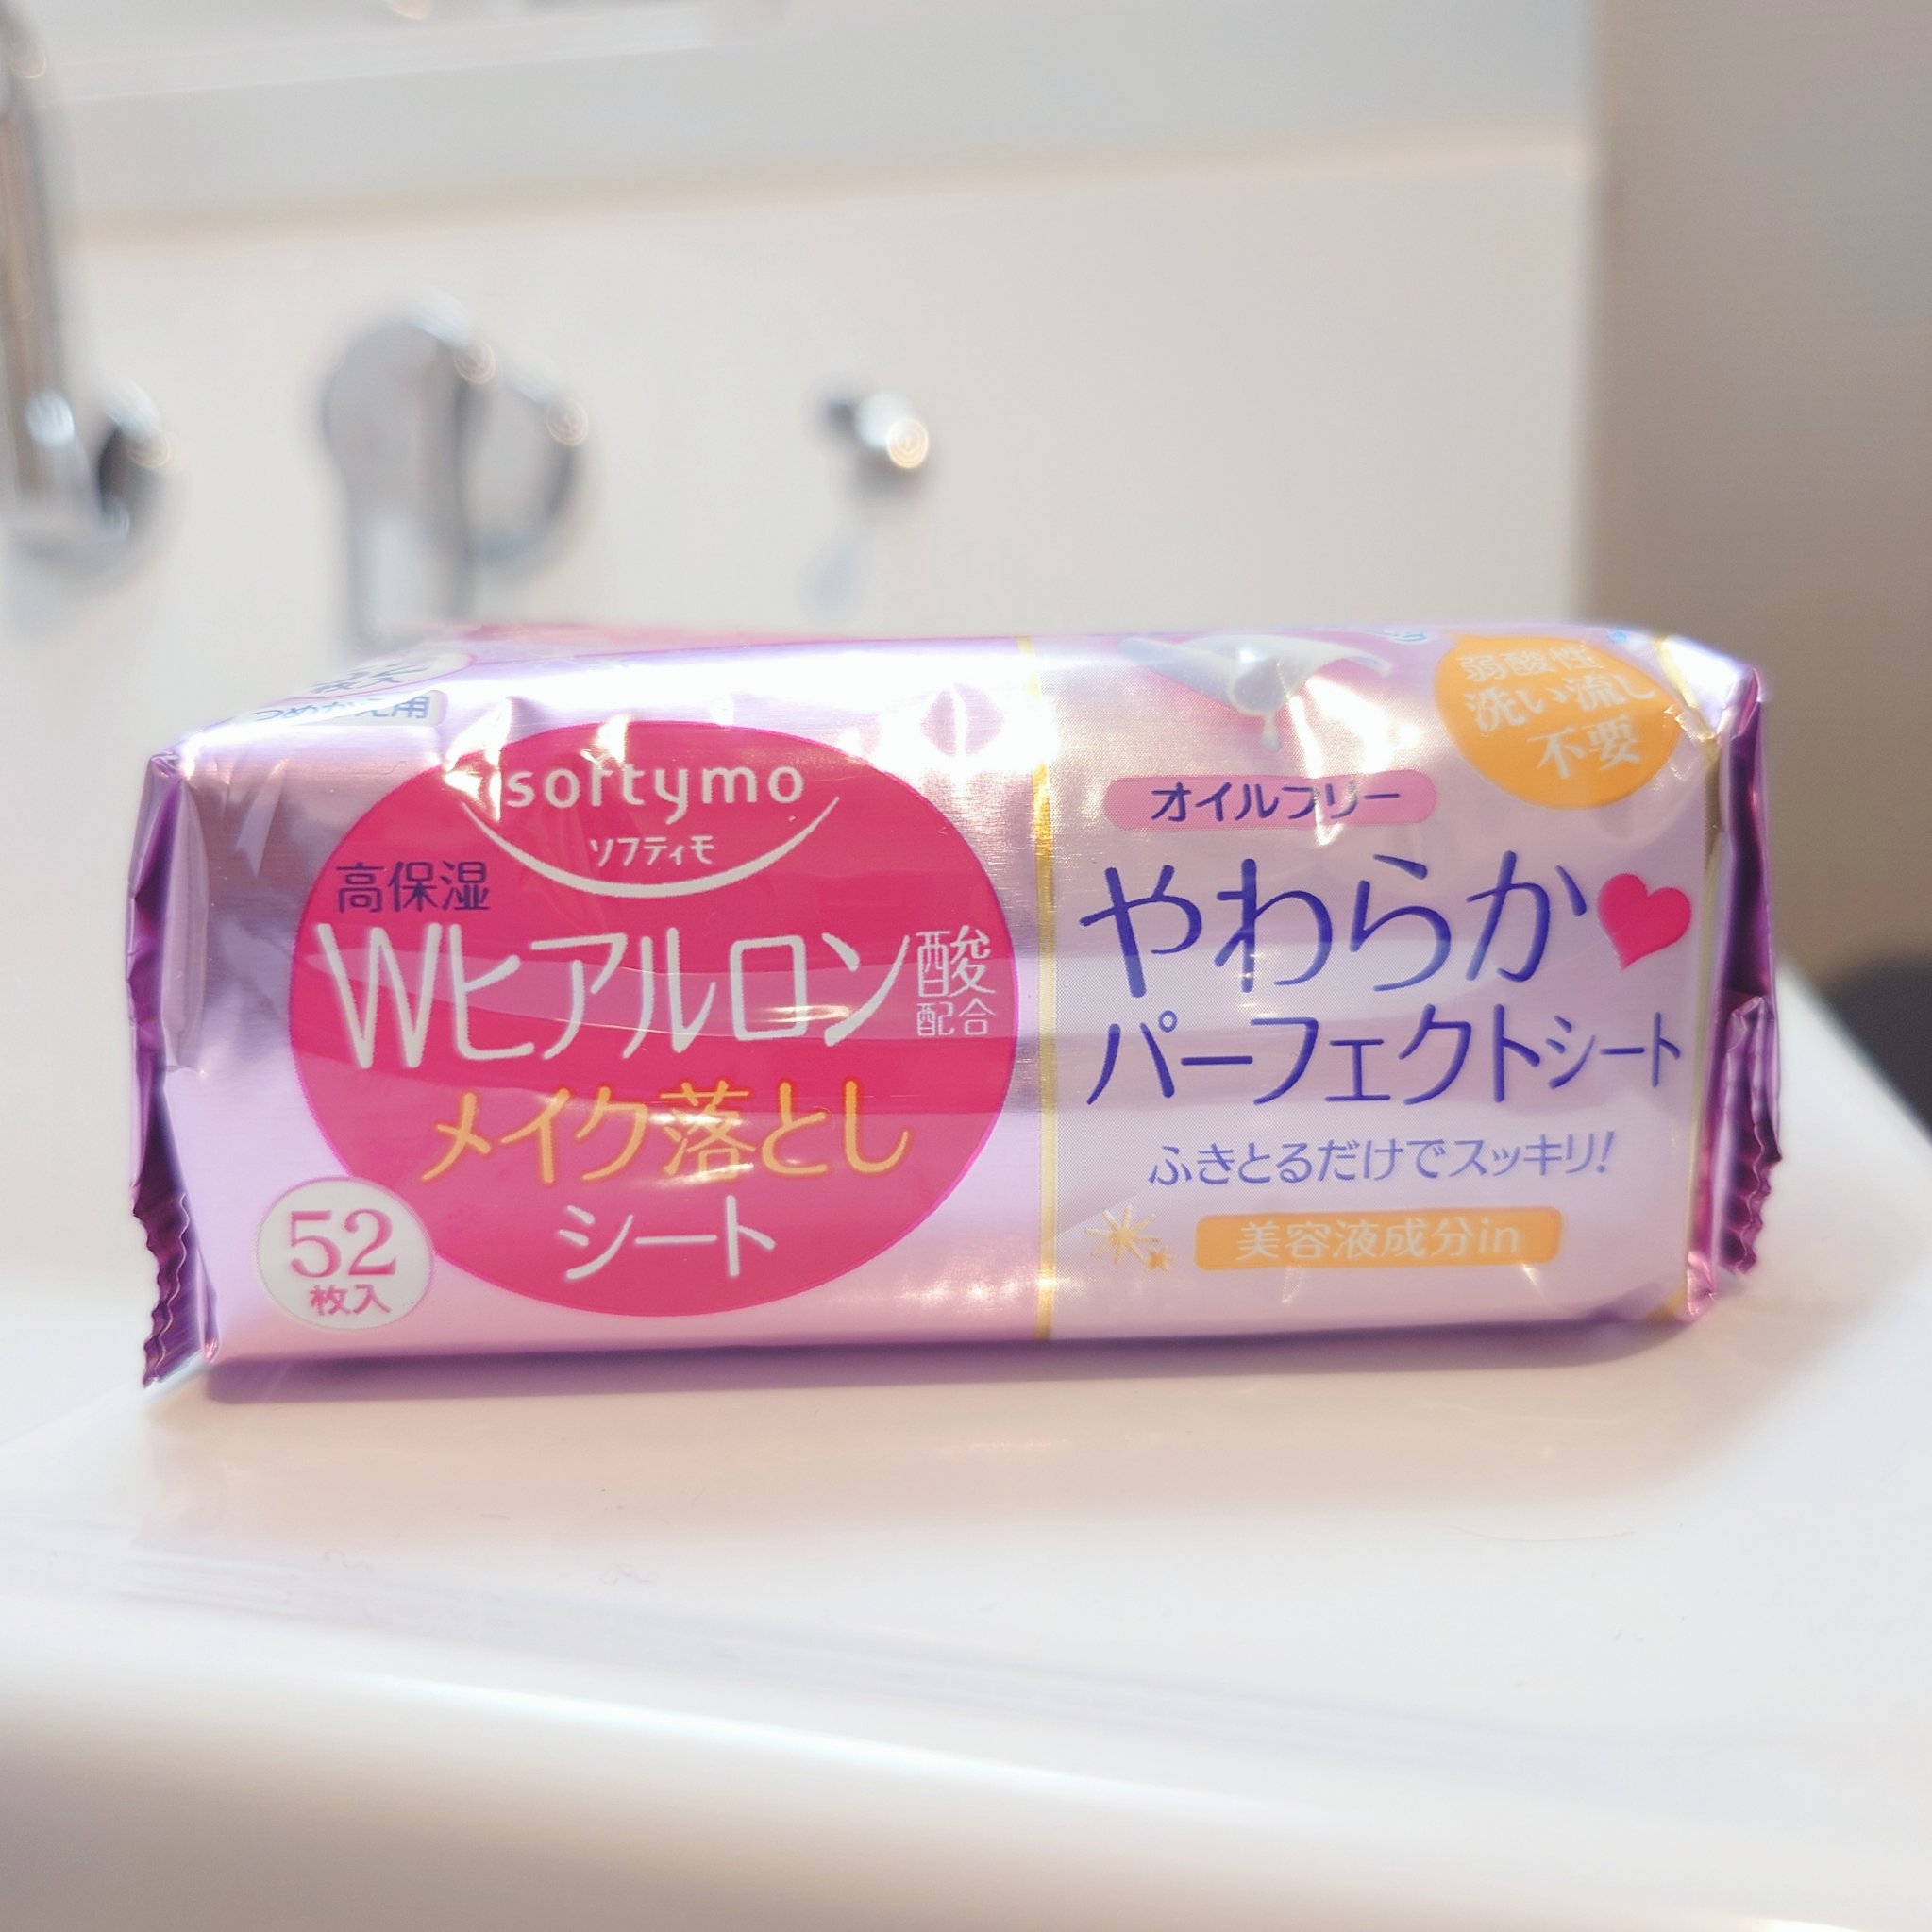 つめかえ用
softymo
ソフティモ
高保湿
Wヒアルロン酸
配合
メイク落とし
シート
52
枚入
弱酸性
洗い流し
不要
オイルフリー
やわらか
パーフェクトシート
ふきとるだけでスッキリ!
美容液成分in